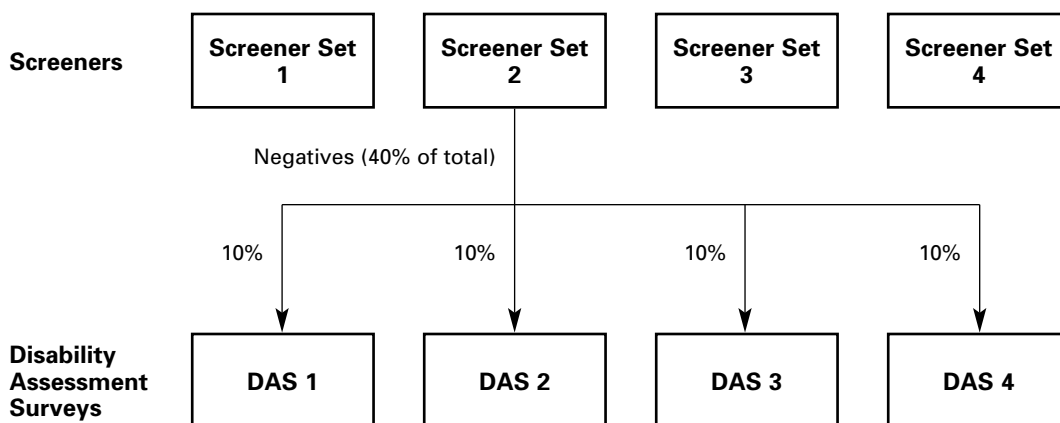 Screeners
Screener Set
1
Screener Set
2
Screener Set
3
Screener Set
4
Negatives (40% of total)
10%
10%
10%
10%
Disability
Assessment
Surveys
DAS 1
DAS 2
DAS 3
DAS 4